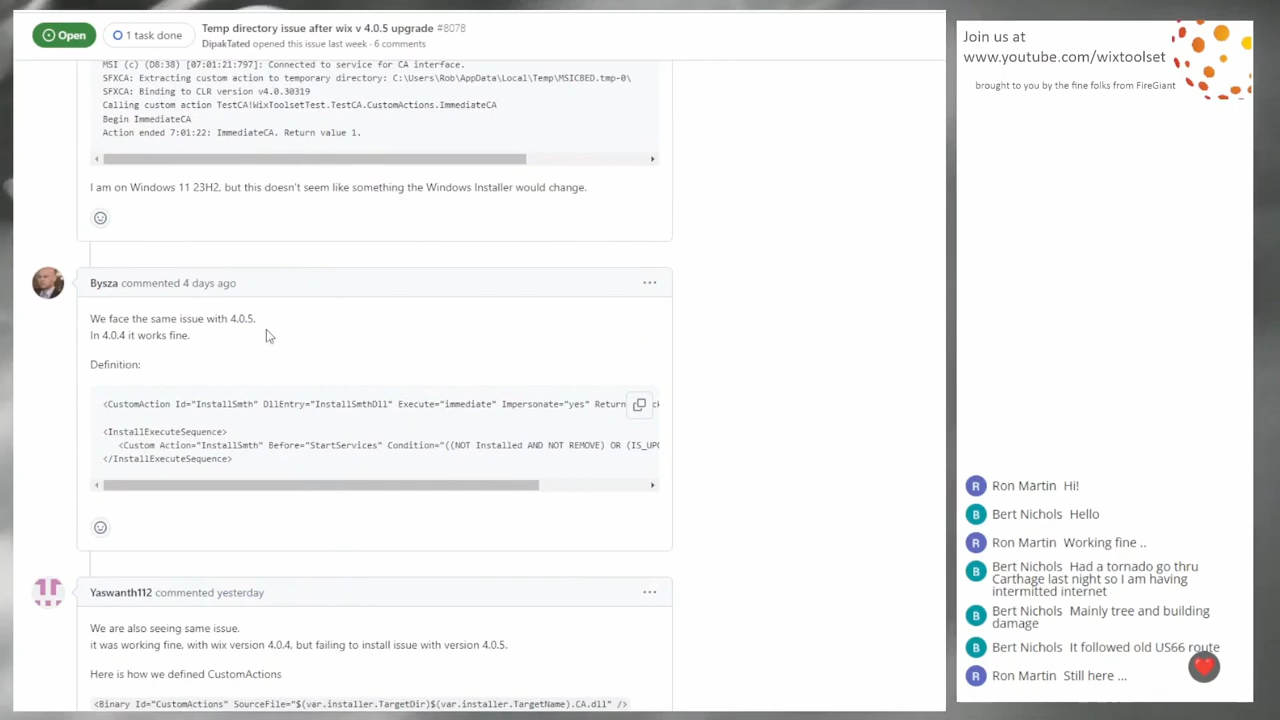 Open
1 task done
Temp directory issue after wix v 4.0.5 upgrade #8078
DipakTated opened this issue last week · 6 comments
MSI (c) (D8:38) [07:01:21:797]: Connected to service for CA interface.
SFXCA: Extracting custom action to temporary directory: C:\Users\Rob\AppData\Local\Temp\MSICBED.tmp-0\
SFXCA: Binding to CLR version v4.0.30319
Calling custom action TestCA!WixToolsetTest.TestCA.CustomActions.ImmediateCA
Begin ImmediateCA
Action ended 7:01:22: ImmediateCA. Return value 1.
I am on Windows 11 23H2, but this doesn't seem like something the Windows Installer would change.
Bysza commented 4 days ago
We face the same issue with 4.0.5.
In 4.0.4 it works fine.
Definition:
<CustomAction Id="InstallSmth" DllEntry="InstallSmthDll" Execute="immediate" Impersonate="yes" Return
<InstallExecuteSequence>
<Custom Action="InstallSmth" Before="StartServices" Condition="((NOT Installed AND NOT REMOVE) OR (IS_UPG
</InstallExecuteSequence>
Yaswanth112 commented yesterday
We are also seeing same issue.
it was working fine, with wix version 4.0.4, but failing to install issue with version 4.0.5.
Here is how we defined CustomActions
<Binary Id="CustomActions" SourceFile="$(var.installer.TargetDir)$(var.installer.TargetName).CA.dll" />
Join us at
www.youtube.com/wixtoolset
brought to you by the fine folks from FireGiant
R Ron Martin Hi!
B Bert Nichols Hello
R Ron Martin Working fine ..
B Bert Nichols Had a tornado go thru
Carthage last night so I am having
intermitted internet
B Bert Nichols Mainly tree and building
damage
B Bert Nichols It followed old US66 route
R Ron Martin Still here ...